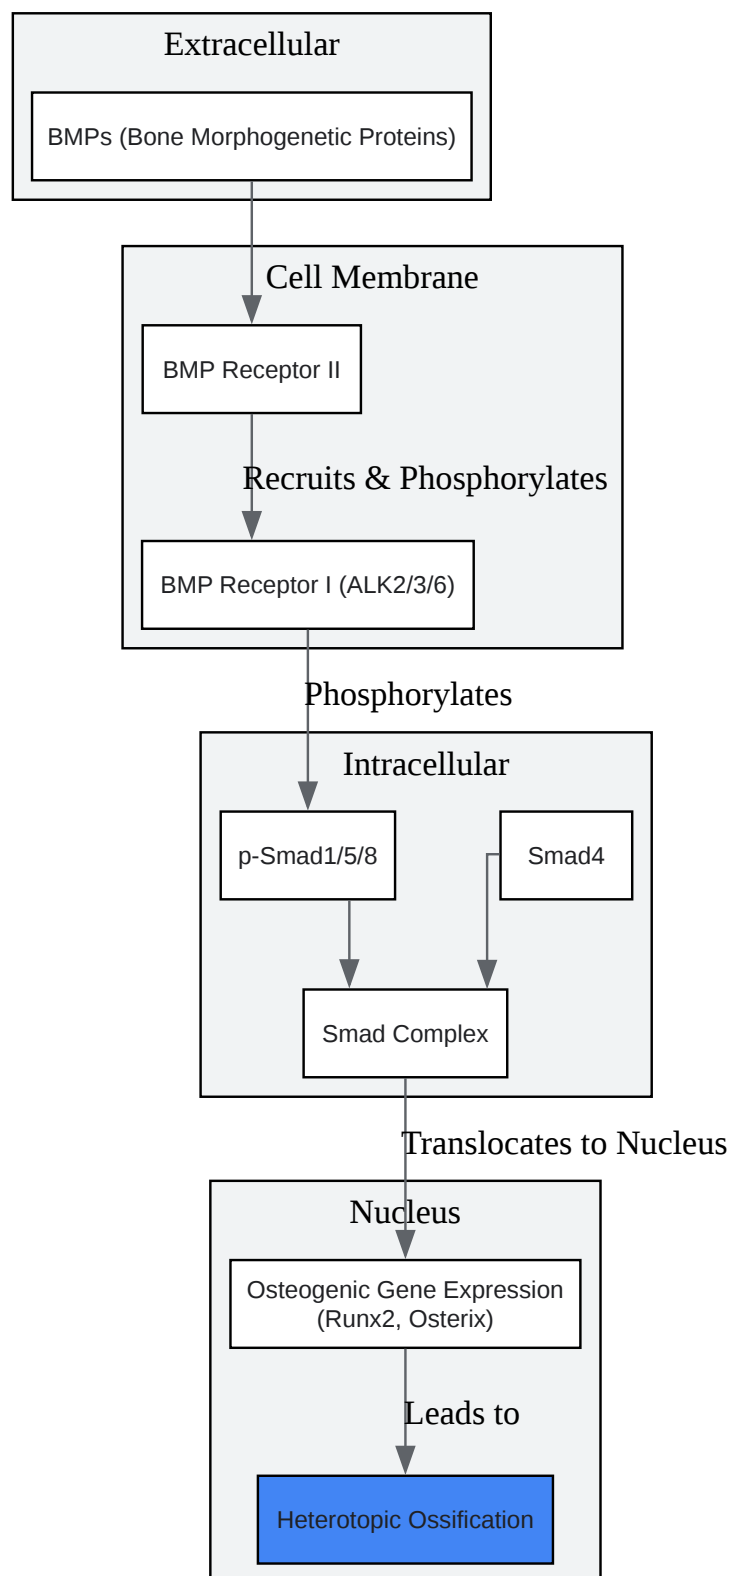 Extracellular
BMPs (Bone Morphogenetic Proteins)
Cell Membrane
BMP Receptor II
Recruits & Phosphorylates
BMP Receptor I (ALK2/3/6)
Phosphorylates
Intracellular
p-Smad1/5/8
Smad4
Smad Complex
Translocates to Nucleus
Nucleus
Osteogenic Gene Expression
(Runx2, Osterix)
Leads to
Heterotopic Ossification